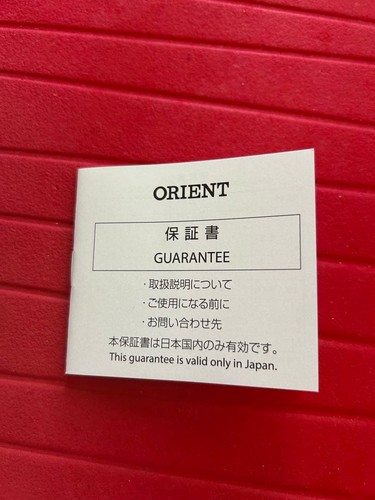 ORIENT
保証書
GUARANTEE
・取扱説明について
・ご使用になる前に
・お問い合わせ先
本保証書は日本国内のみ有効です。
This guarantee is valid only in Japan.